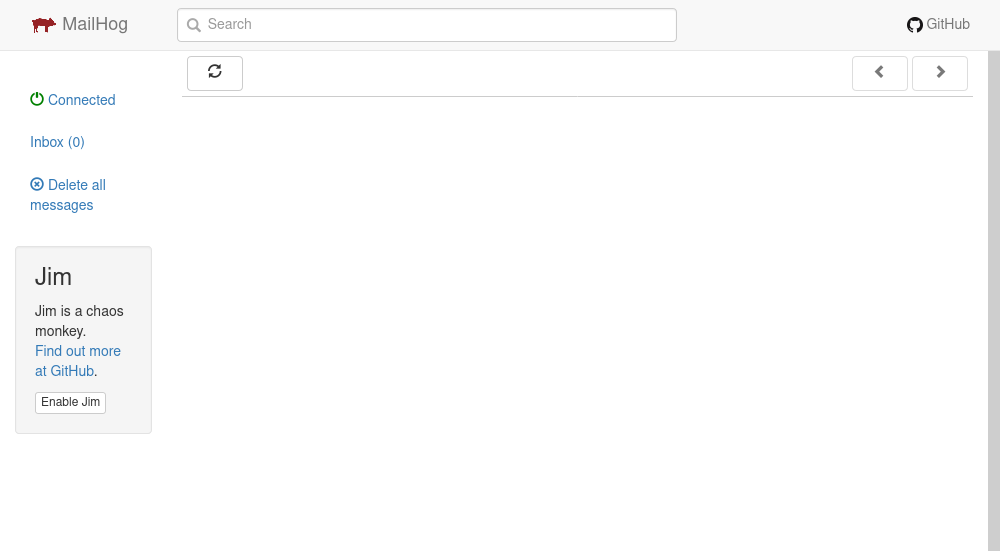 MailHog
Search
GitHub
Connected
Inbox (0)
Delete all
messages
Jim
Jim is a chaos
monkey.
Find out more
at GitHub.
Enable Jim